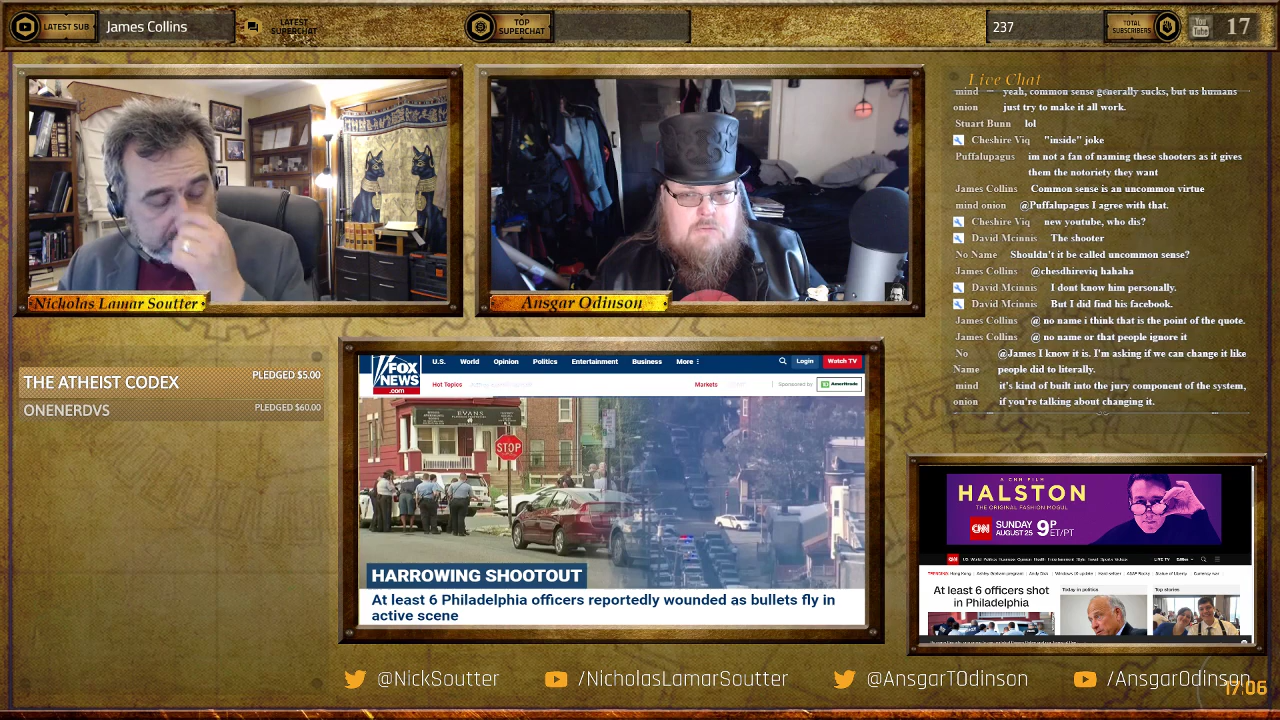 LATEST SUB
James Collins
LATEST
SUPERCHAT
TOP
SUPERCHAT
237
TOTAL
SUBSCRIBERS
You
Tube
17
Nicholas Lamar Soutter
Ansgar Odinson
Live Chat
mind yeah, common sense generally sucks, but us humans
onion just try to make it all work.
Stuart Bunn lol
Cheshire Viq "inside" joke
Puffalupagus im not a fan of naming these shooters as it gives
them the notoriety they want
James Collins Common sense is an uncommon virtue
mind onion @Puffalupagus I agree with that.
Cheshire Viq new youtube, who dis?
David Mcinnis The shooter
No Name Shouldn't it be called uncommon sense?
James Collins @chesdhireviq hahaha
David Mcinnis I dont know him personally.
David Mcinnis But I did find his facebook.
James Collins @ no name i think that is the point of the quote.
James Collins @ no name or that people ignore it
No @James I know it is. I'm asking if we can change it like
Name people did to literally.
mind it's kind of built into the jury component of the system,
onion if you're talking about changing it.
THE ATHEIST CODEX PLEDGED $5.00
ONENERDVS PLEDGED $60.00
FOX
NEWS
.com
U.S. World Opinion Politics Entertainment Business More Login Watch TV
Hot Topics Markets Sponsored by Ameritrade
EVANS
STOP
HARROWING SHOOTOUT
At least 6 Philadelphia officers reportedly wounded as bullets fly in
active scene
A CNN FILM
HALSTON
THE ORIGINAL FASHION MOGUL
CNN SUNDAY
AUGUST 25 9P ET/PT
At least 6 officers shot
in Philadelphia
Today in politics
Top stories
@NickSoutter
/NicholasLamarSoutter
@AnsgarTOdinson
/AnsgarOdinson
17:06